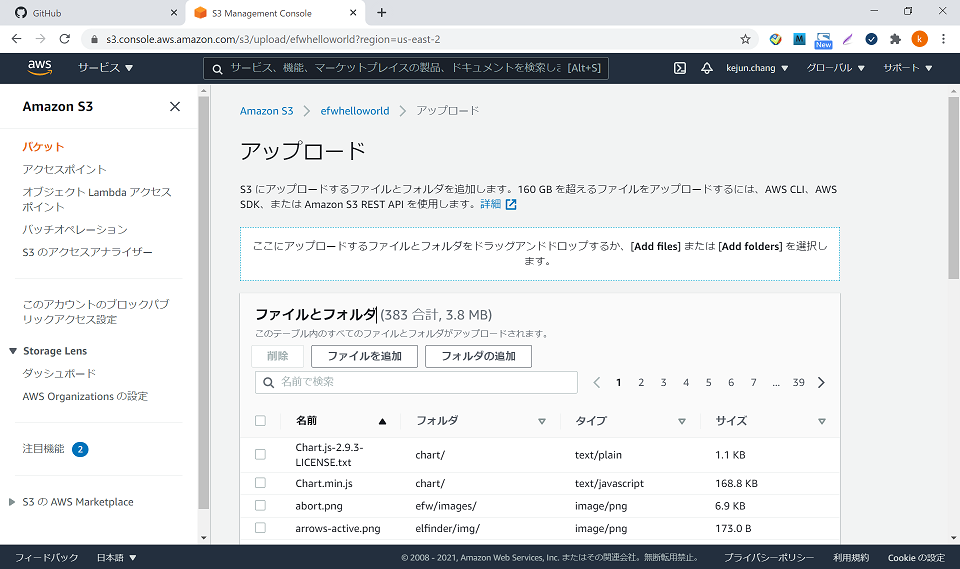 GitHub
S3 Management Console
s3.console.aws.amazon.com/s3/upload/efwhelloworld?region=us-east-2
New
k
aws
サービス
サービス、機能、マーケットプレイスの製品、ドキュメントを検索しま [Alt+S]
kejun.chang
グローバル
サポート
Amazon S3
バケット
アクセスポイント
オブジェクト Lambda アクセス
ポイント
バッチオペレーション
S3 のアクセスアナライザー
このアカウントのブロックパブ
リックアクセス設定
Storage Lens
ダッシュボード
AWS Organizations の設定
注目機能 2
S3 の AWS Marketplace
Amazon S3
efwhelloworld
アップロード
アップロード
S3 にアップロードするファイルとフォルダを追加します。160 GB を超えるファイルをアップロードするには、AWS CLI、AWS
SDK、または Amazon S3 REST API を使用します。詳細
ここにアップロードするファイルとフォルダをドラッグアンドドロップするか、[Add files] または [Add folders] を選択し
ます。
ファイルとフォルダ (383 合計, 3.8 MB)
このテーブル内のすべてのファイルとフォルダがアップロードされます。
削除
ファイルを追加
フォルダの追加
名前で検索
1 2 3 4 5 6 7 ... 39
名前 フォルダ タイプ サイズ
Chart.js-2.9.3-
LICENSE.txt chart/ text/plain 1.1 KB
Chart.min.js chart/ text/javascript 168.8 KB
abort.png efw/images/ image/png 6.9 KB
arrows-active.png elfinder/img/ image/png 173.0 B
フィードバック
日本語
© 2008 - 2021, Amazon Web Services, Inc. またはその関連会社。無断転用禁止。
プライバシーポリシー
利用規約
Cookie の設定